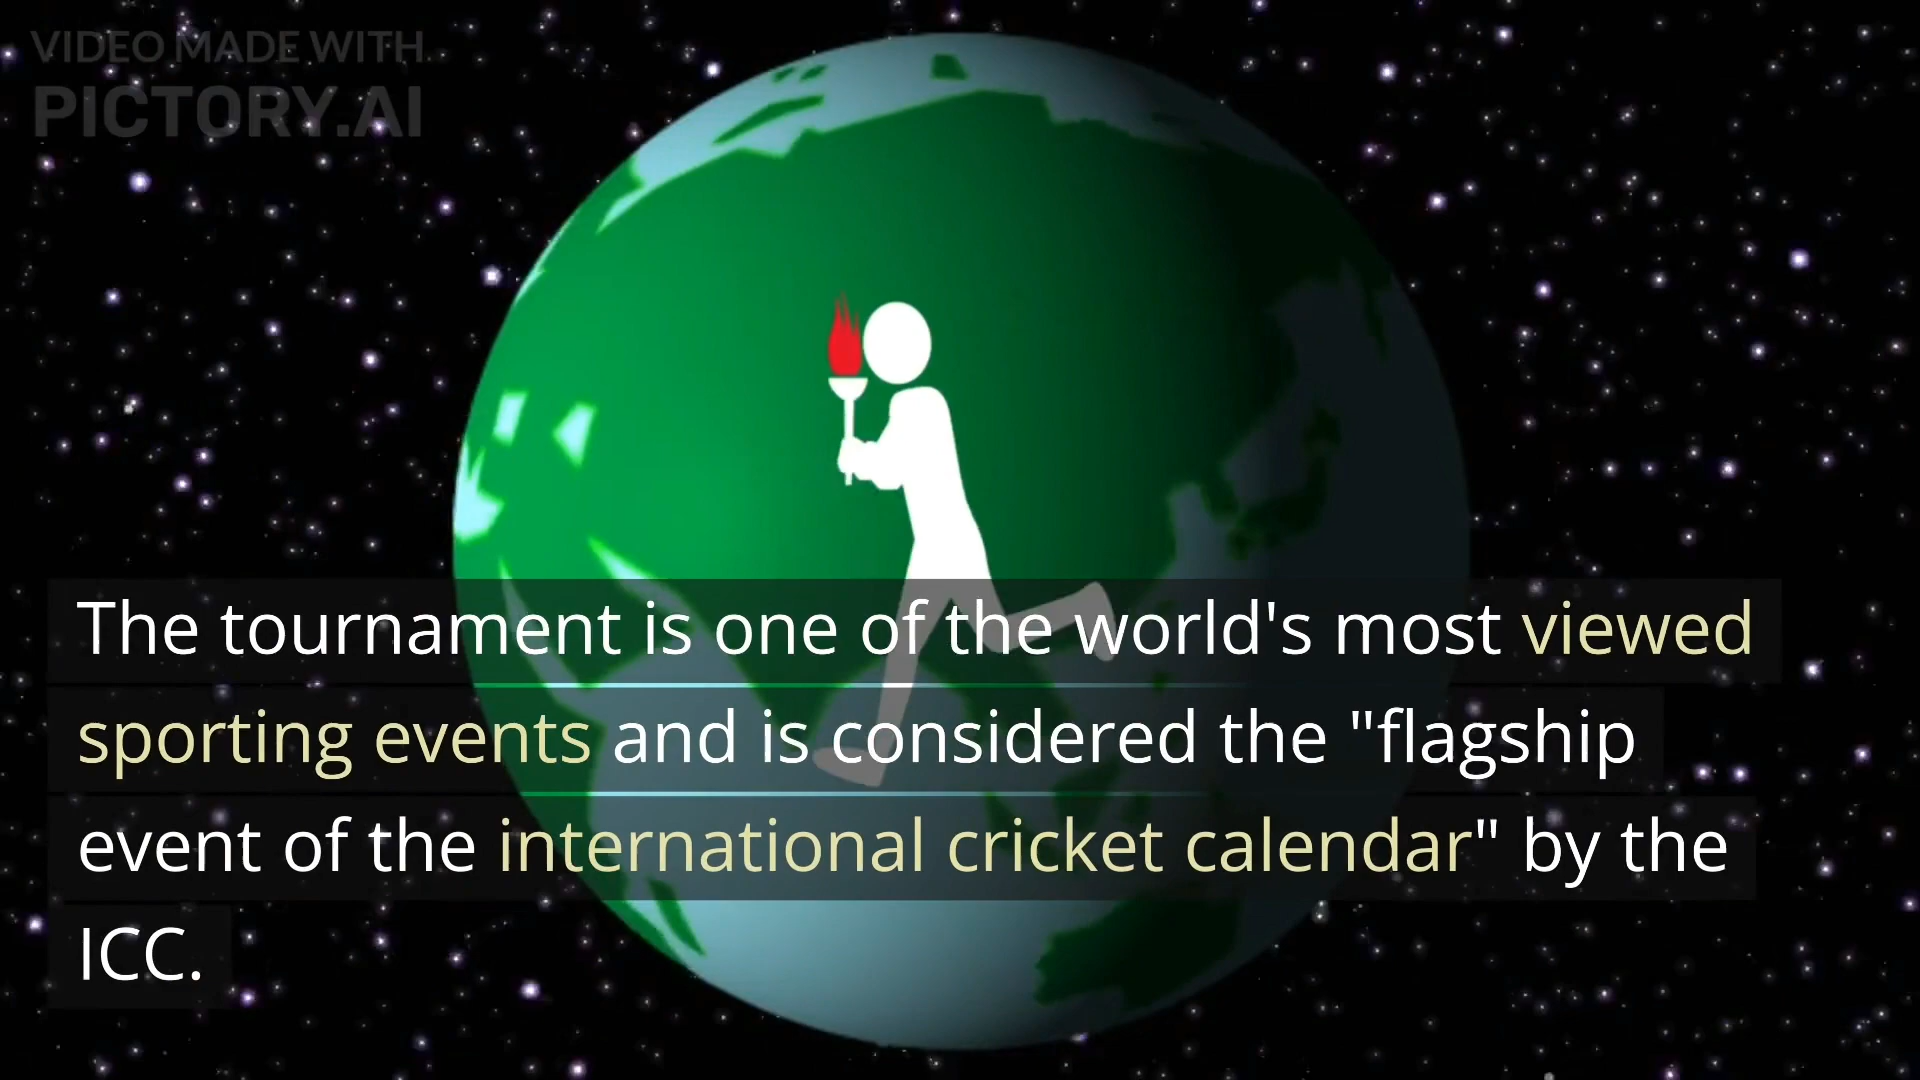 VIDEO MADE WITH
PICTORY.AI
The tournament is one of the world's most viewed
sporting events and is considered the "flagship
event of the international cricket calendar" by the
ICC.